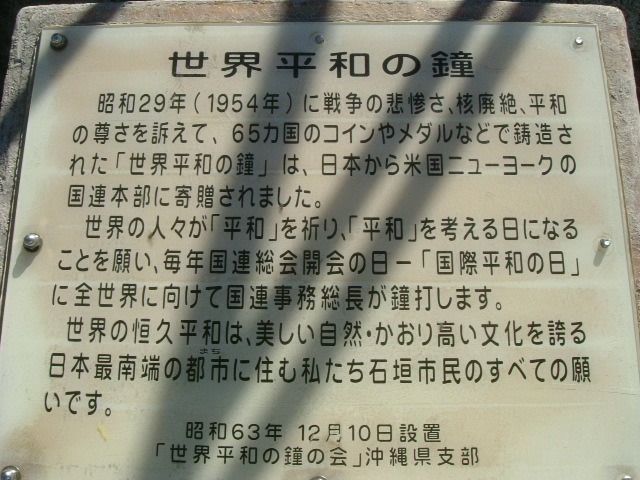 世界平和の鐘
昭和29年(1954年)に戦争の悲惨さ、核廃絶、平和
の尊さを訴えて、65カ国のコインやメダルなどで鋳造さ
れた「世界平和の鐘」は、日本から米国ニューヨークの
国連本部に寄贈されました。
世界の人々が「平和」を祈り、「平和」を考える日になる
ことを願い、毎年国連総会開会の日ー「国際平和の日」
に全世界に向けて国連事務総長が鐘打します。
世界の恒久平和は、美しい自然・かおり高い文化を誇る
まち
日本最南端の都市に住む私たち石垣市民のすべての願
いです。
昭和63年 12月10日設置
「世界平和の鐘の会」沖縄県支部